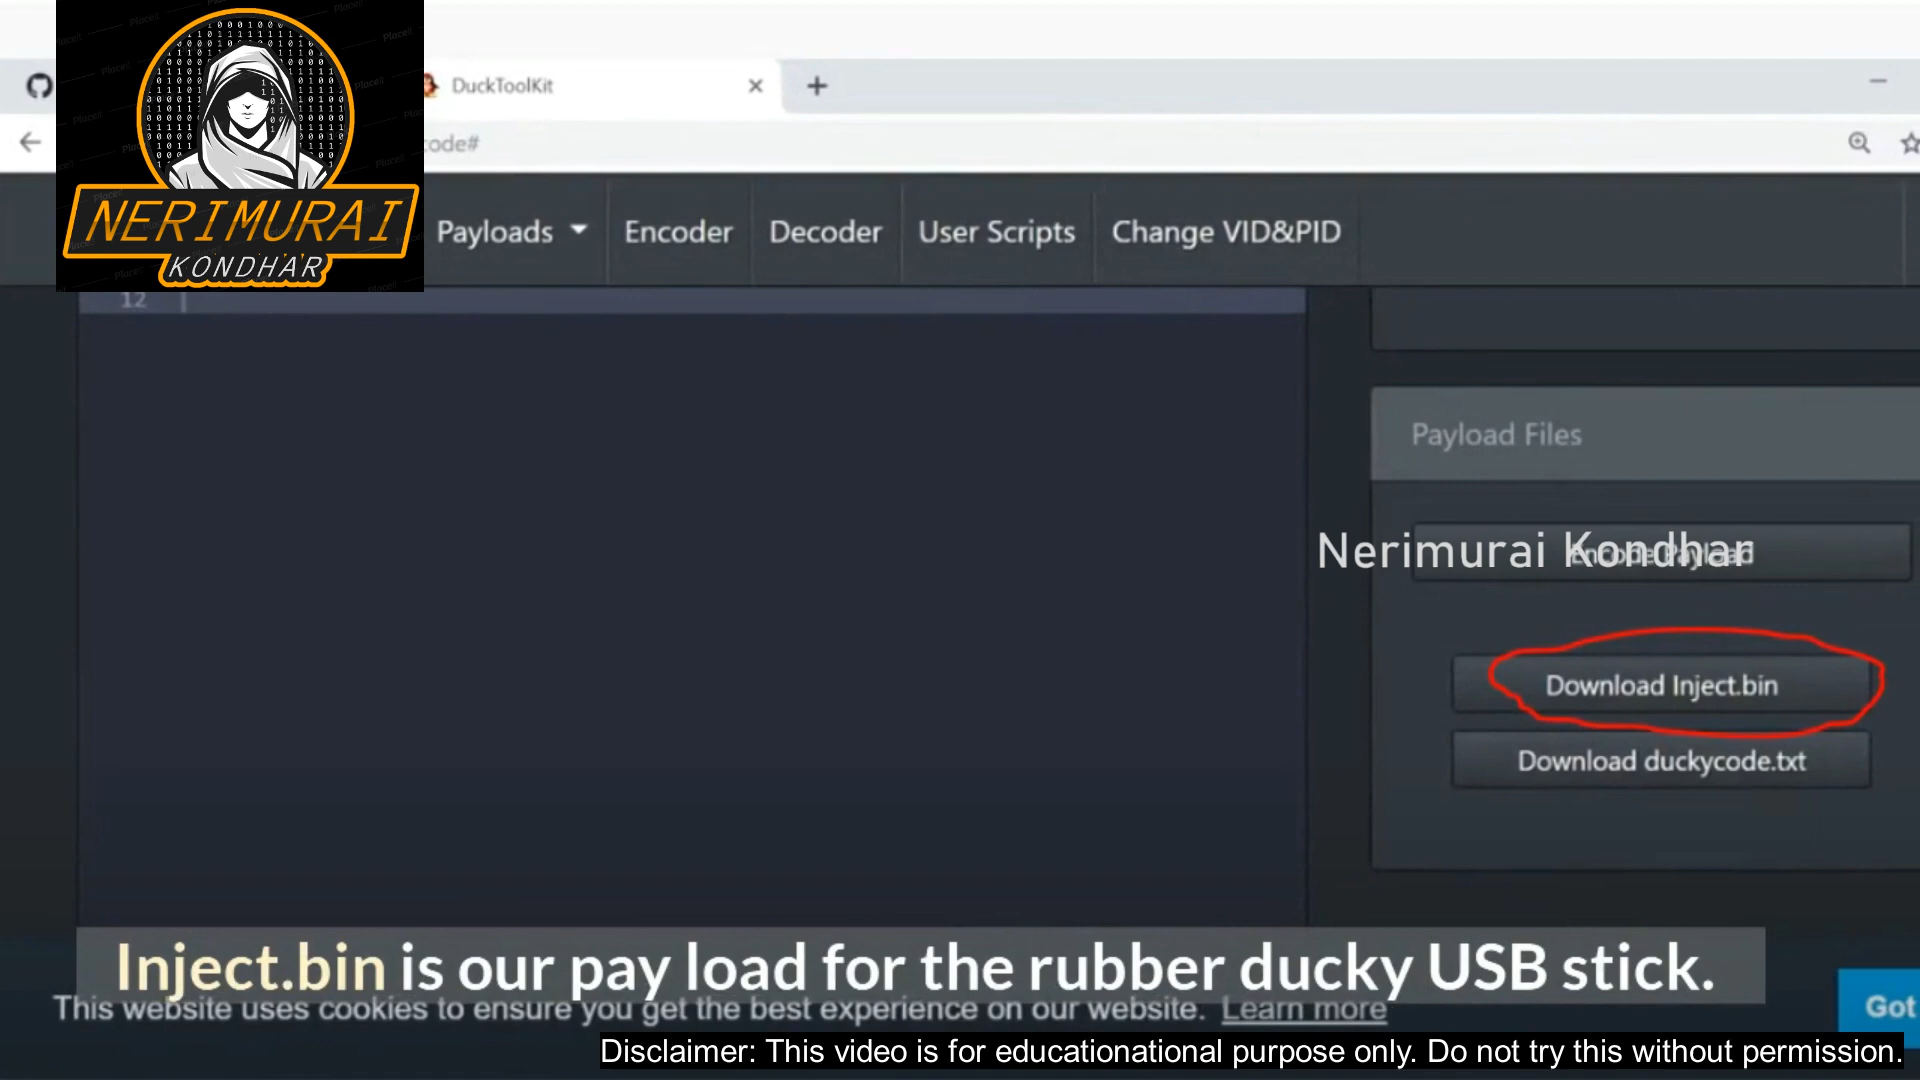 DuckToolKit
code#
NERIMURAI
KONDHAR
Payloads
Encoder
Decoder
User Scripts
Change VID&PID
12
Payload Files
Nerimurai Kondhar
Encode Payload
Download Inject.bin
Download duckycode.txt
Inject.bin is our pay load for the rubber ducky USB stick.
This website uses cookies to ensure you get the best experience on our website. Learn more
Got
Disclaimer: This video is for educationational purpose only. Do not try this without permission.